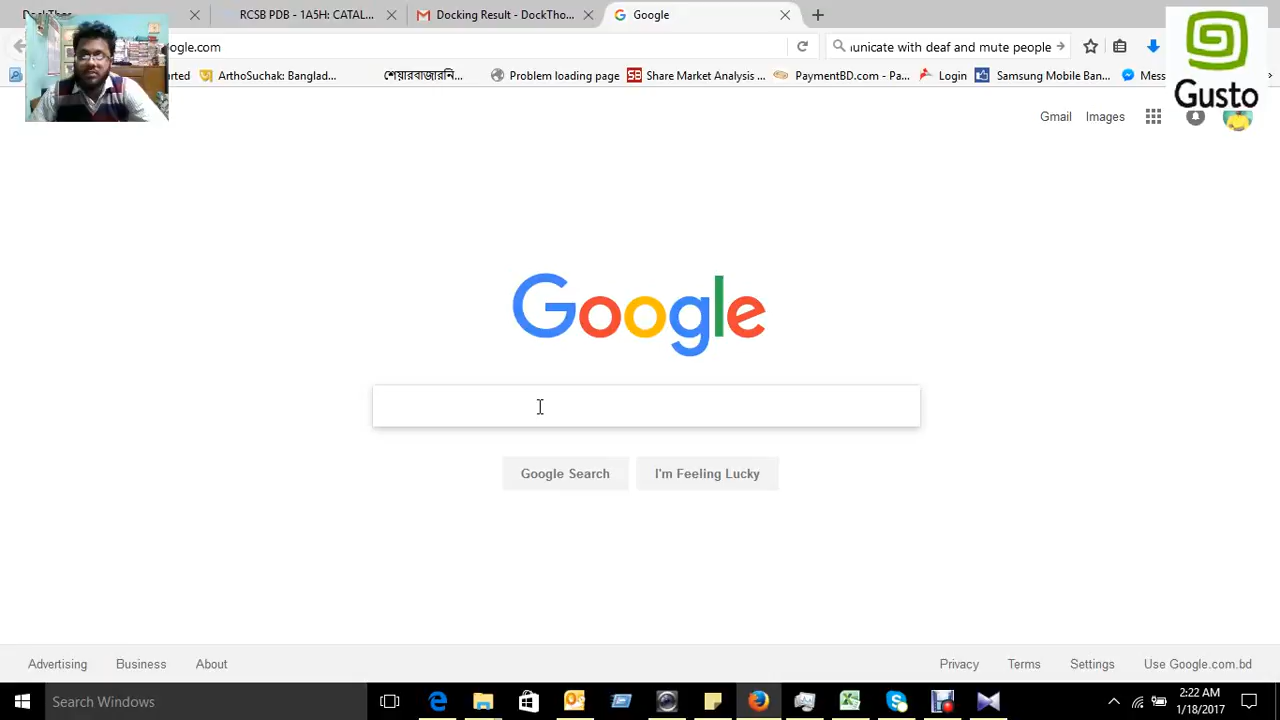 RCSB PDB - 1A5H: CATAL...
Docking Result - DockTho...
Google
ogle.com
unicate with deaf and mute people
arted
ArthoSuchak: Banglad...
শেয়ারবাজারনি...
Problem loading page
Share Market Analysis ...
PaymentBD.com - Pa...
Login
Samsung Mobile Ban...
Mess
Gusto
Gmail
Images
Google
Google Search
I'm Feeling Lucky
Advertising
Business
About
Privacy
Terms
Settings
Use Google.com.bd
Search Windows
2:22 AM
1/18/2017